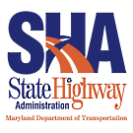 SHA
State Highway
Administration
Maryland Department of Transportation